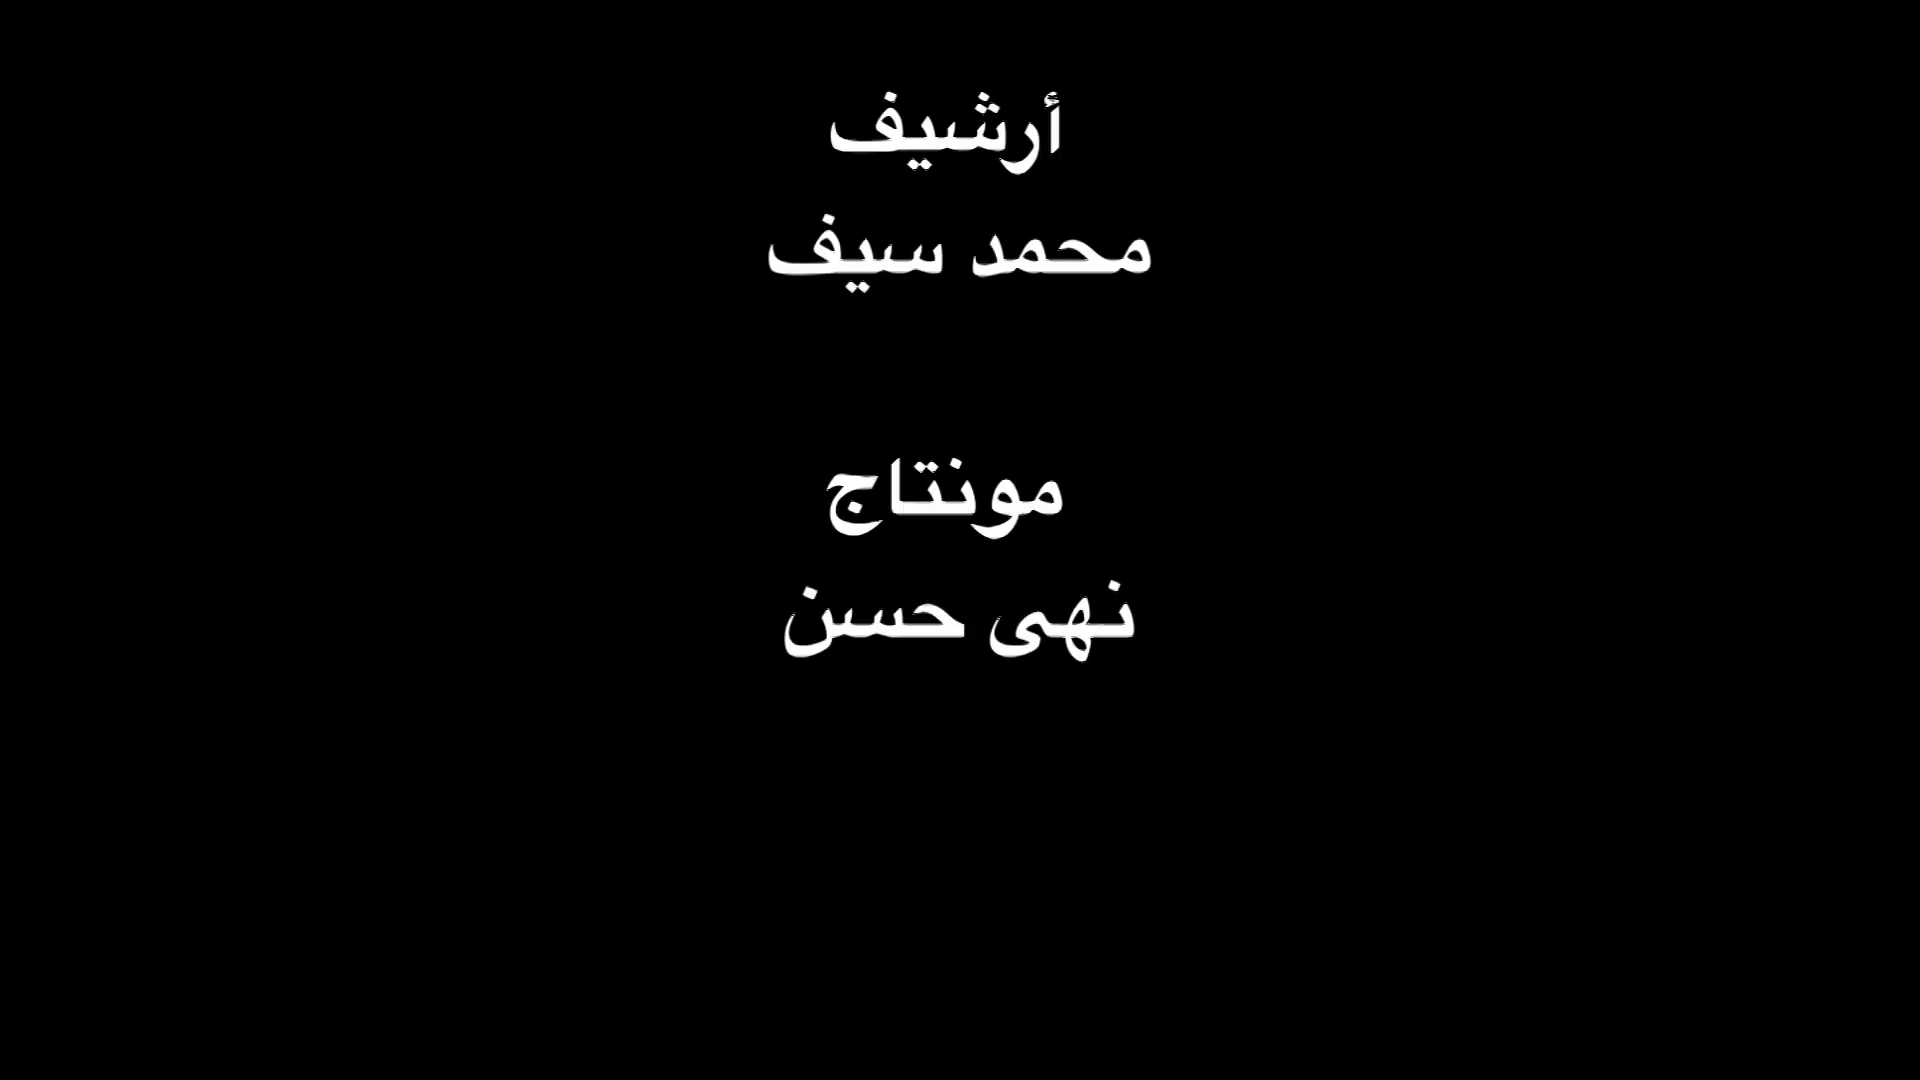 أرشيف
محمد سيف
مونتاج
نهى حسن